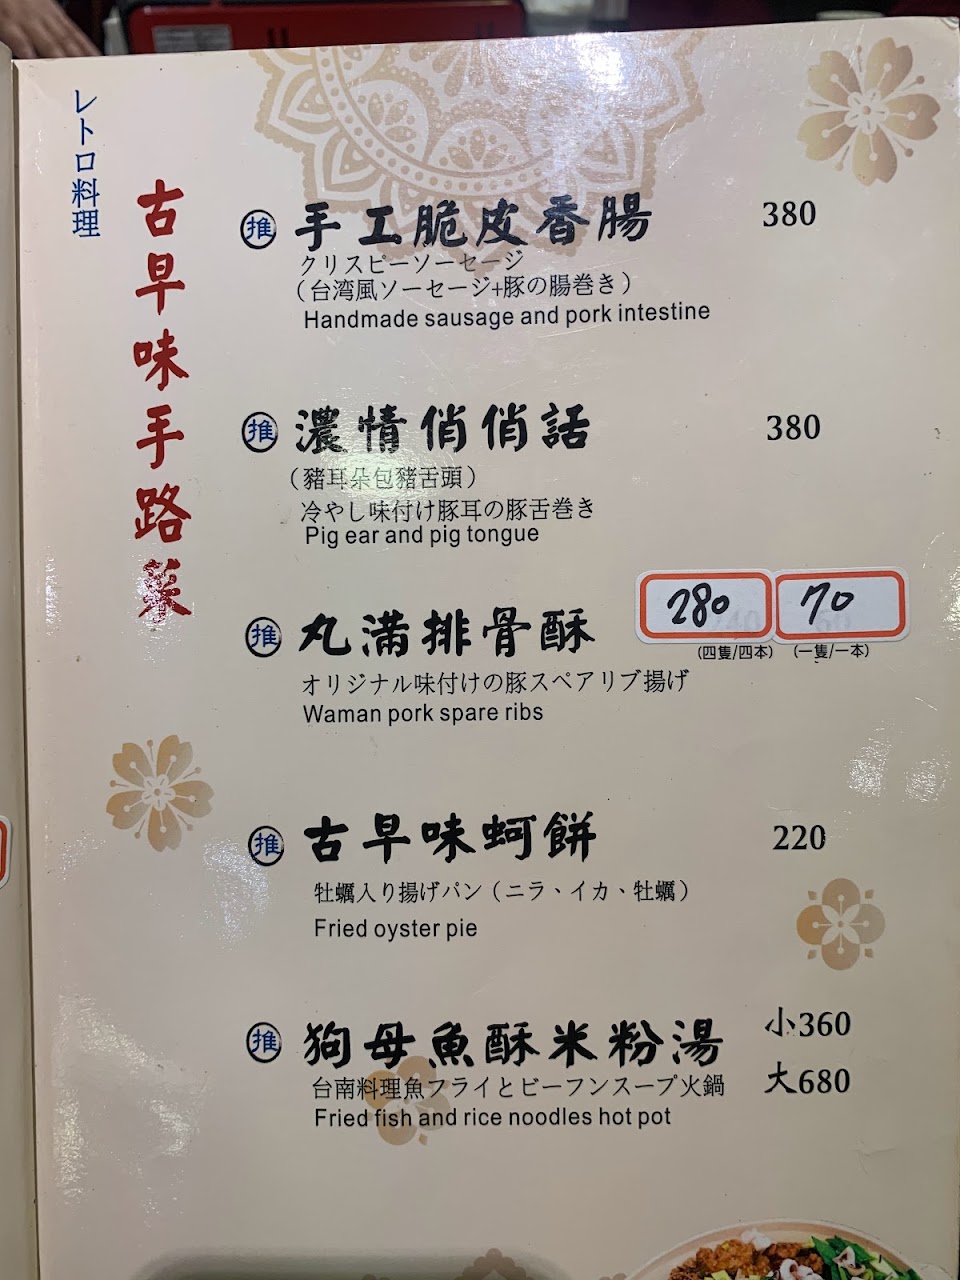 レトロ料理
古早味手路菜
推 手工脆皮香腸 380
クリスピーソーセージ
（台湾風ソーセージ+豚の腸巻き）
Handmade sausage and pork intestine
推 濃情俏俏話 380
（豬耳朵包豬舌頭）
冷やし味付け豚耳の豚舌巻き
Pig ear and pig tongue
推 丸滿排骨酥 280 70
（四隻/四本） （一隻/一本）
オリジナル味付けの豚スペアリブ揚げ
Waman pork spare ribs
推 古早味蚵餅 220
牡蠣入り揚げパン（ニラ、イカ、牡蠣）
Fried oyster pie
推 狗母魚酥米粉湯 小360
台南料理魚フライとビーフンスープ火鍋 大680
Fried fish and rice noodles hot pot